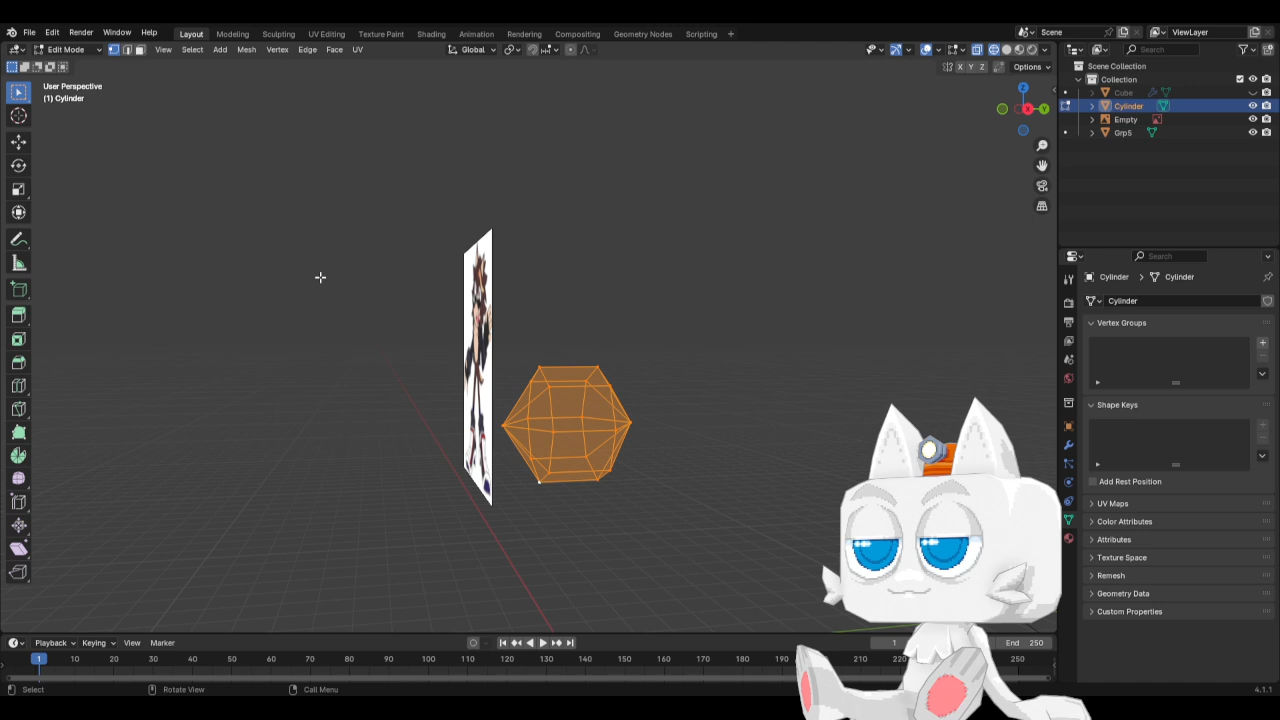 File Edit Render Window Help Layout Modeling Sculpting UV Editing Texture Paint Shading Animation Rendering Compositing Geometry Nodes Scripting + Scene ViewLayer
Edit Mode View Select Add Mesh Vertex Edge Face UV Global Search
X Y Z Options
User Perspective
(1) Cylinder
Z
X Y
Scene Collection
Collection
Cube
Cylinder
Empty
Grp5
Search
Cylinder Cylinder
Cylinder
Vertex Groups
Shape Keys
Add Rest Position
UV Maps
Color Attributes
Attributes
Texture Space
Remesh
Geometry Data
Custom Properties
Playback Keying View Marker 1 End 250
1 10 20 30 40 50 60 70 80 90 100 110 120 130 140 150 160 170 180 190 210 220 250
Select Rotate View Call Menu 4.1.1